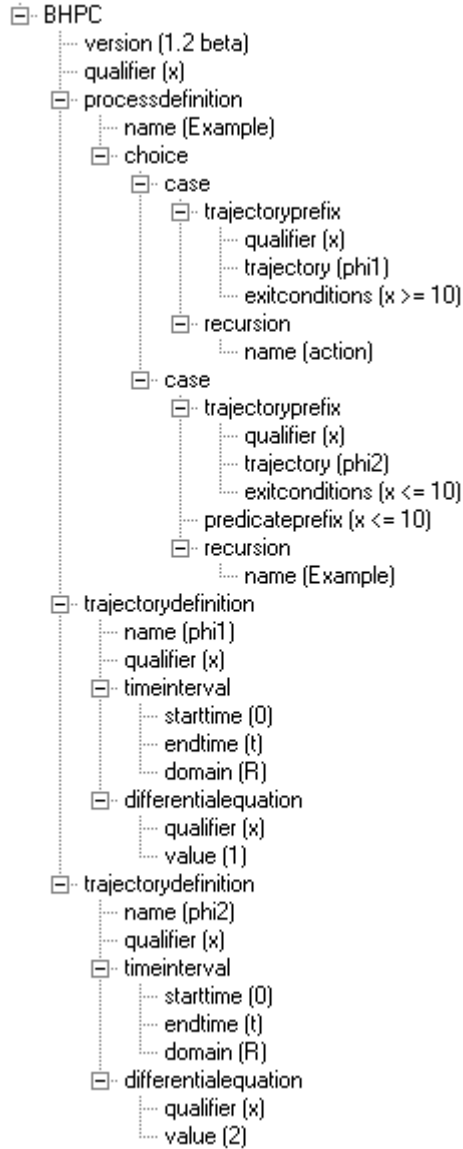 BHPC
version (1.2 beta)
qualifier (x)
processdefinition
name (Example)
choice
case
trajectoryprefix
qualifier (x)
trajectory (phi1)
exitconditions (x >= 10)
recursion
name (action)
case
trajectoryprefix
qualifier (x)
trajectory (phi2)
exitconditions (x <= 10)
predicateprefix (x <= 10)
recursion
name (Example)
trajectorydefinition
name (phi1)
qualifier (x)
timeinterval
starttime (0)
endtime (t)
domain (R)
differentialequation
qualifier (x)
value (1)
trajectorydefinition
name (phi2)
qualifier (x)
timeinterval
starttime (0)
endtime (t)
domain (R)
differentialequation
qualifier (x)
value (2)